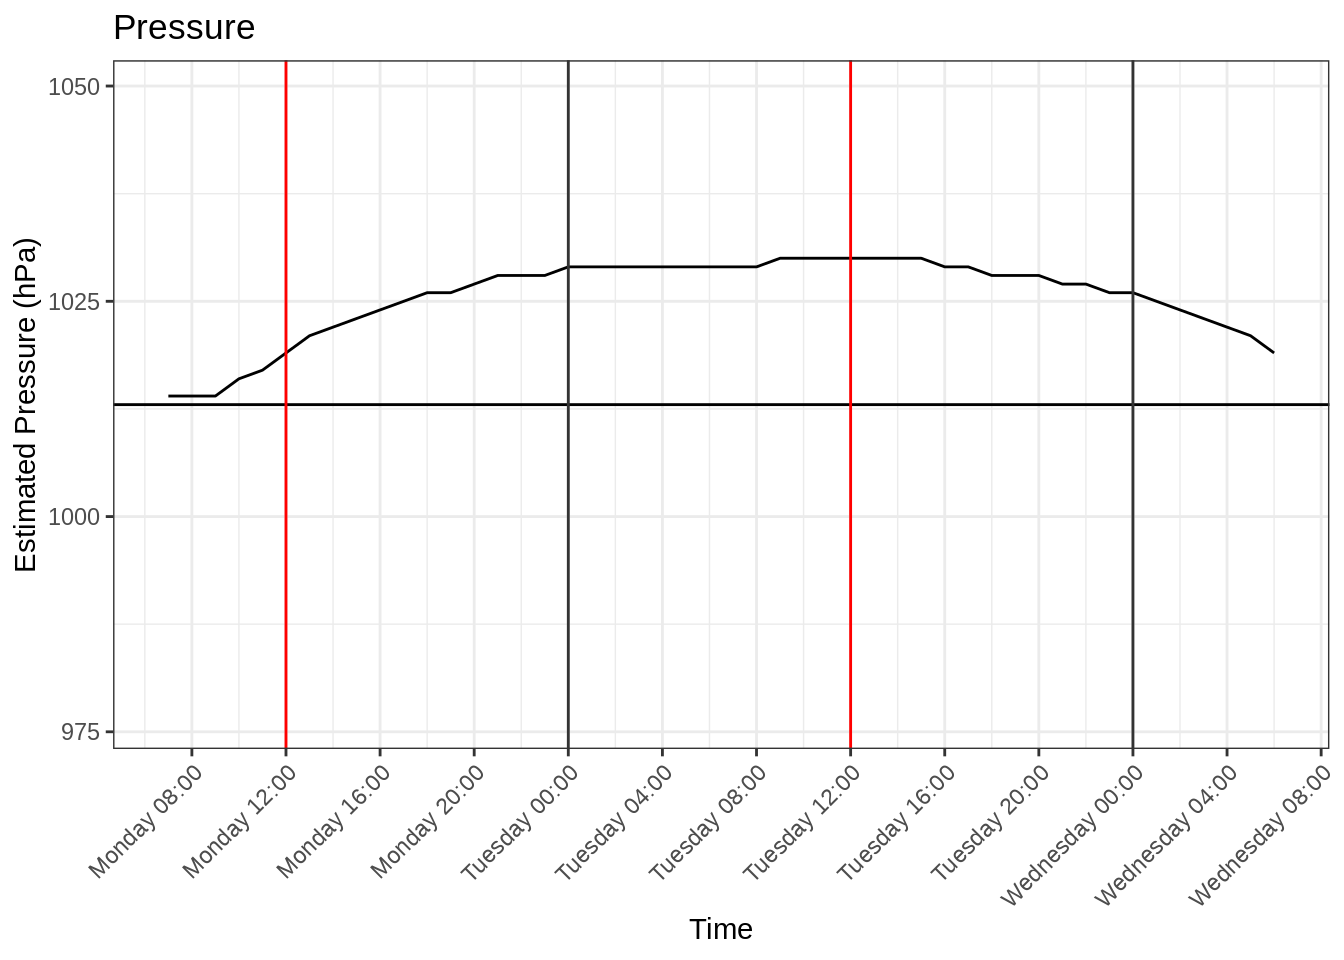 Pressure
Estimated Pressure (hPa)
1050
1025
1000
975
Monday 08:00
Monday 12:00
Monday 16:00
Monday 20:00
Tuesday 00:00
Tuesday 04:00
Tuesday 08:00
Tuesday 12:00
Tuesday 16:00
Tuesday 20:00
Wednesday 00:00
Wednesday 04:00
Wednesday 08:00
Time